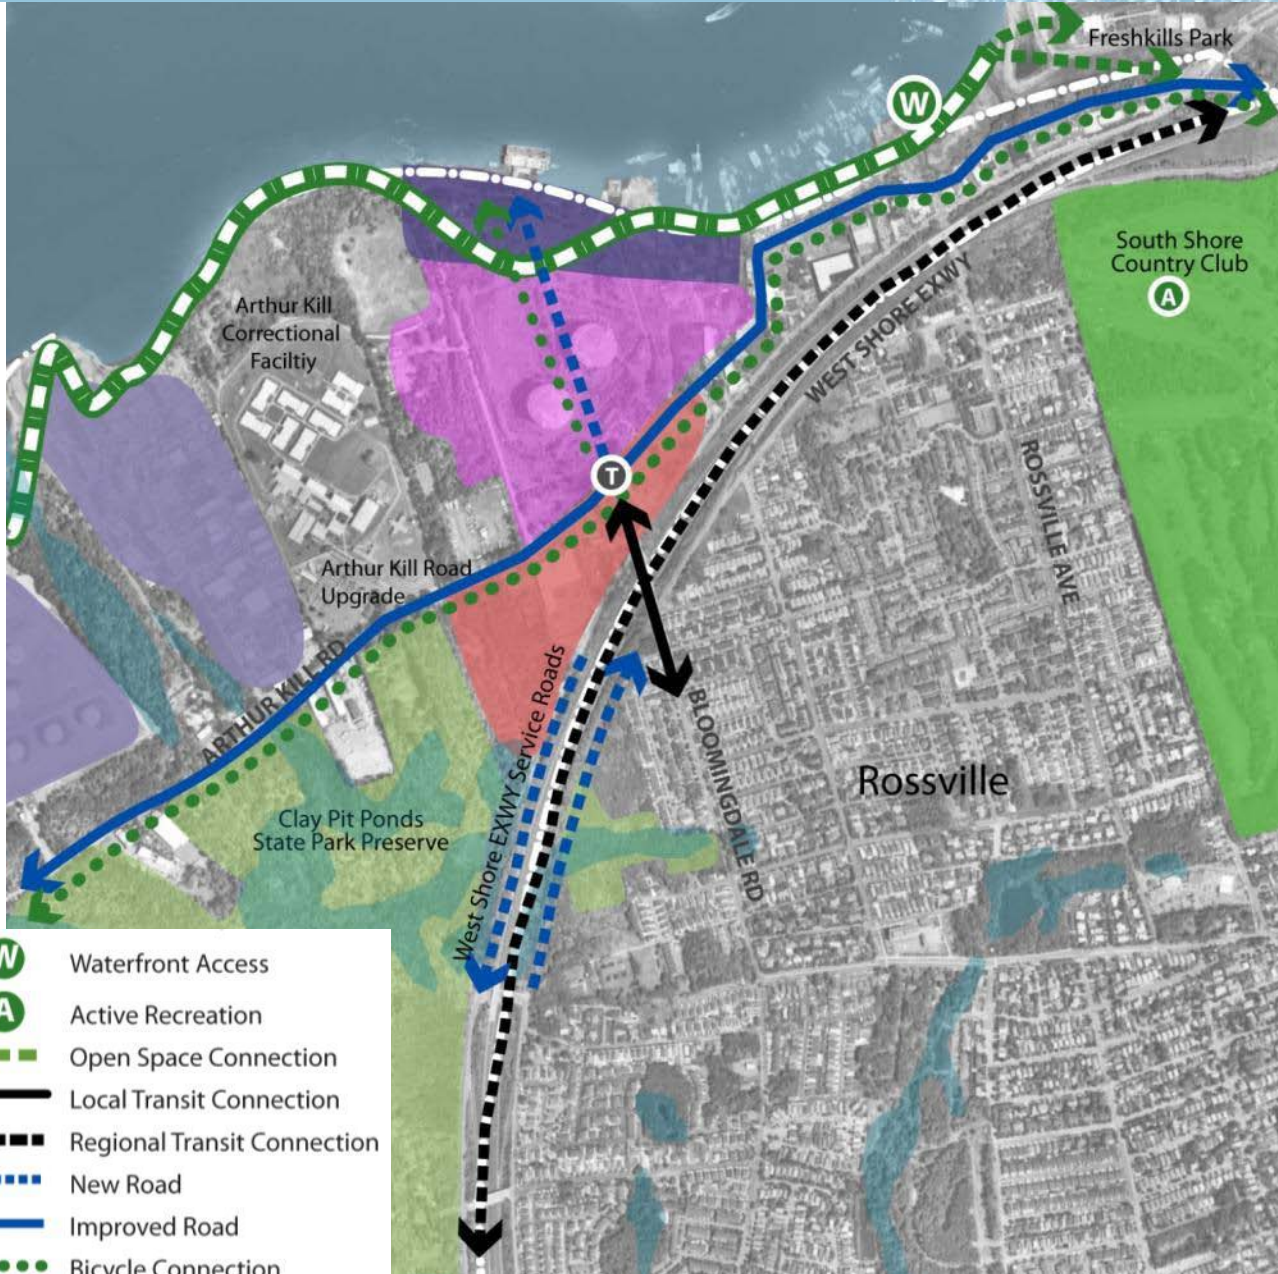 Freshkills Park
W
South Shore
Country Club
A
WEST SHORE EXWY
Arthur Kill
Correctional
Faciltiy
ROSSVILLE AVE
T
Arthur Kill Road
Upgrade
ARTHUR KILL RD
West Shore EXWY Service Roads
BLOOMINGDALE RD
Rossville
Clay Pit Ponds
State Park Preserve
W Waterfront Access
A Active Recreation
Open Space Connection
Local Transit Connection
Regional Transit Connection
New Road
Improved Road
Bicycle Connection